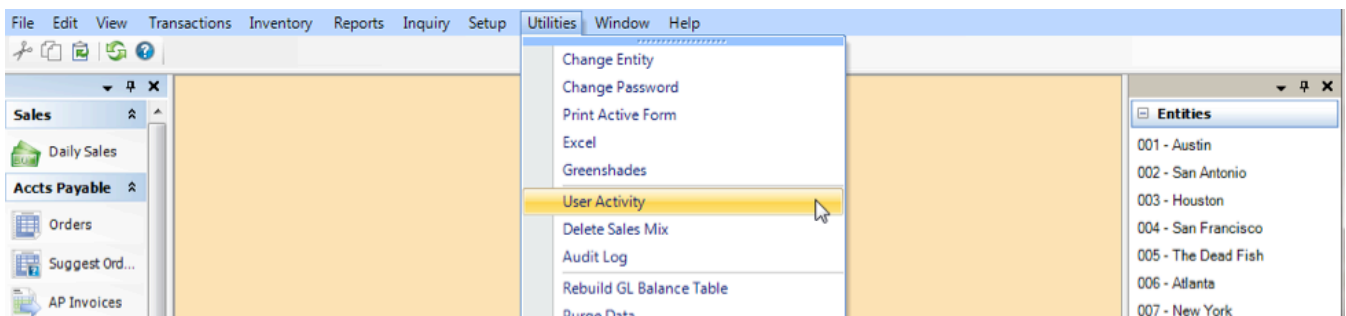 File Edit View Transactions Inventory Reports Inquiry Setup Utilities Window Help
Sales
Daily Sales
Accts Payable
Orders
Suggest Ord...
AP Invoices
Change Entity
Change Password
Print Active Form
Excel
Greenshades
User Activity
Delete Sales Mix
Audit Log
Rebuild GL Balance Table
Purge Data
Entities
001 - Austin
002 - San Antonio
003 - Houston
004 - San Francisco
005 - The Dead Fish
006 - Atlanta
007 - New York